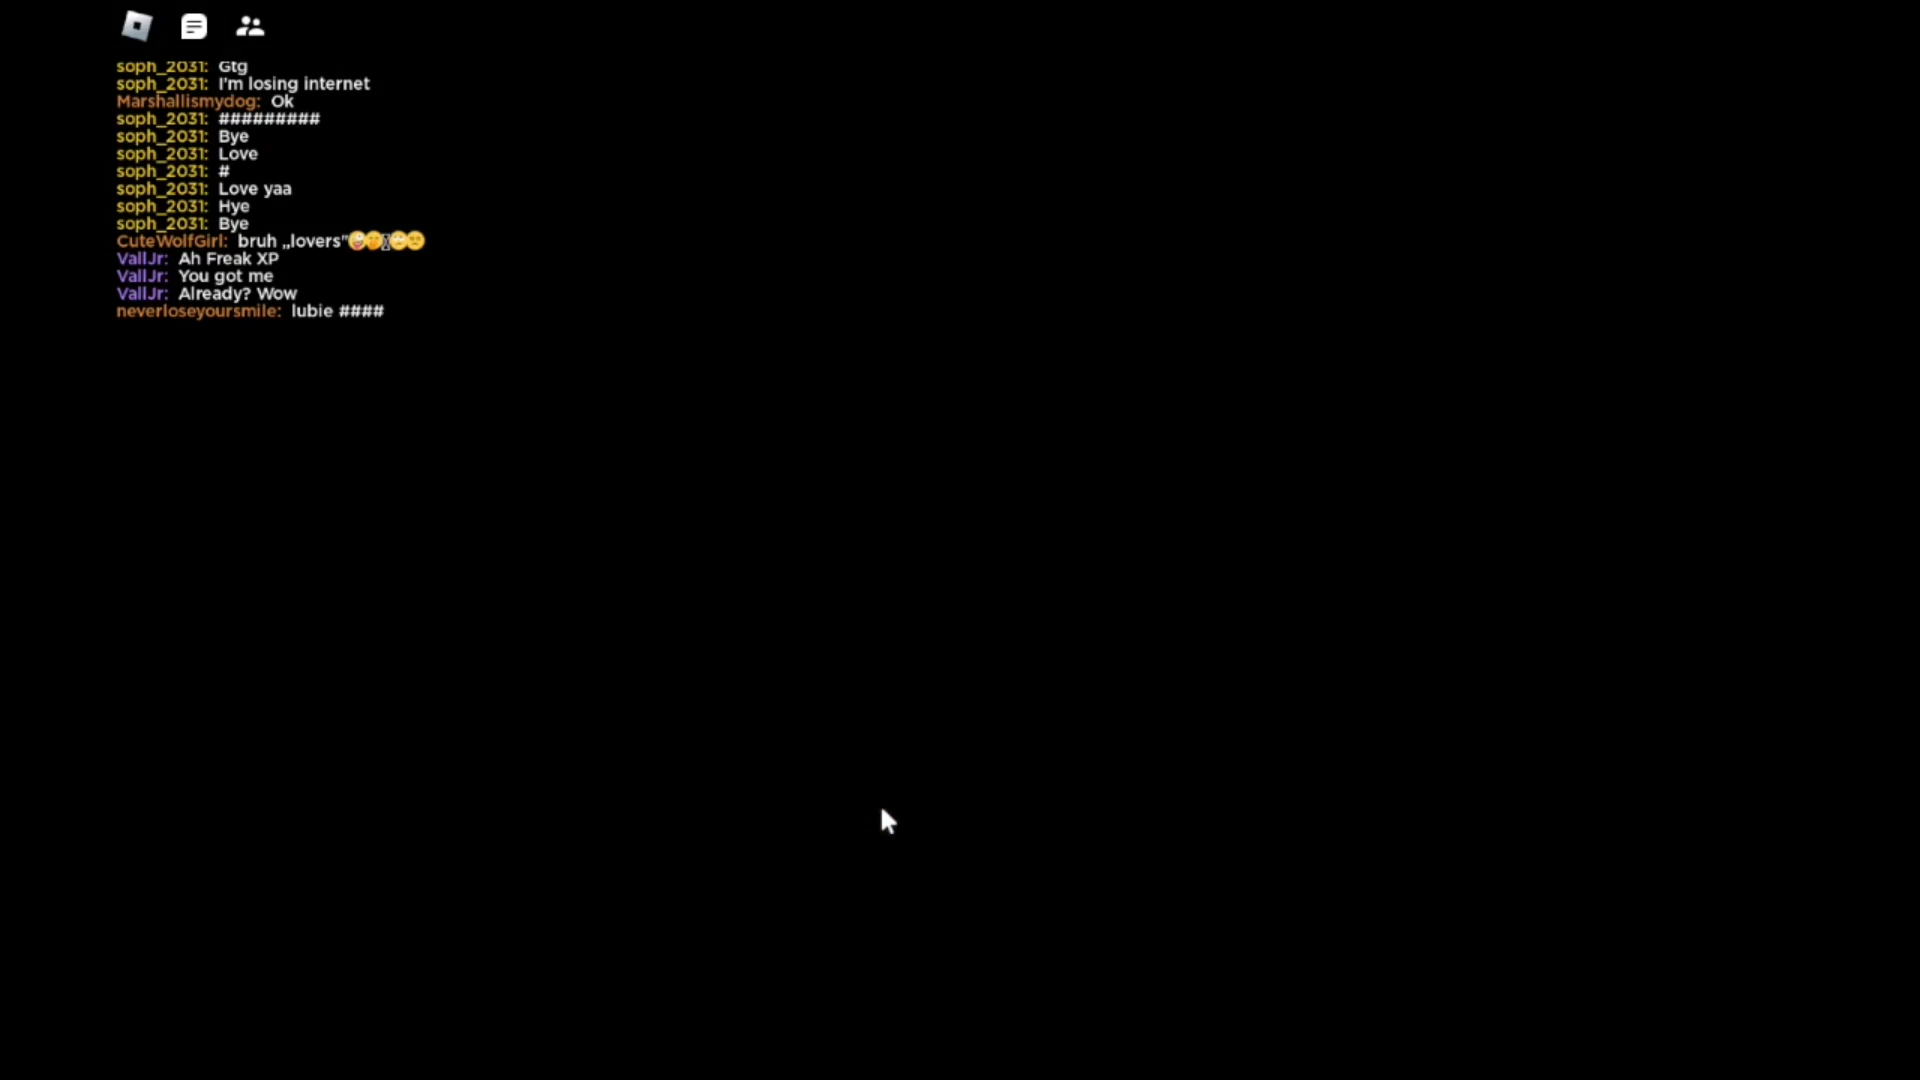 soph_2031: Gtg
soph_2031: I'm losing internet
Marshallismydog: Ok
soph_2031: #########
soph_2031: Bye
soph_2031: Love
soph_2031: #
soph_2031: Love yaa
soph_2031: Hye
soph_2031: Bye
CuteWolfGirl: bruh „lovers"
VallJr: Ah Freak XP
VallJr: You got me
VallJr: Already? Wow
neverloseyoursmile: lubie ####